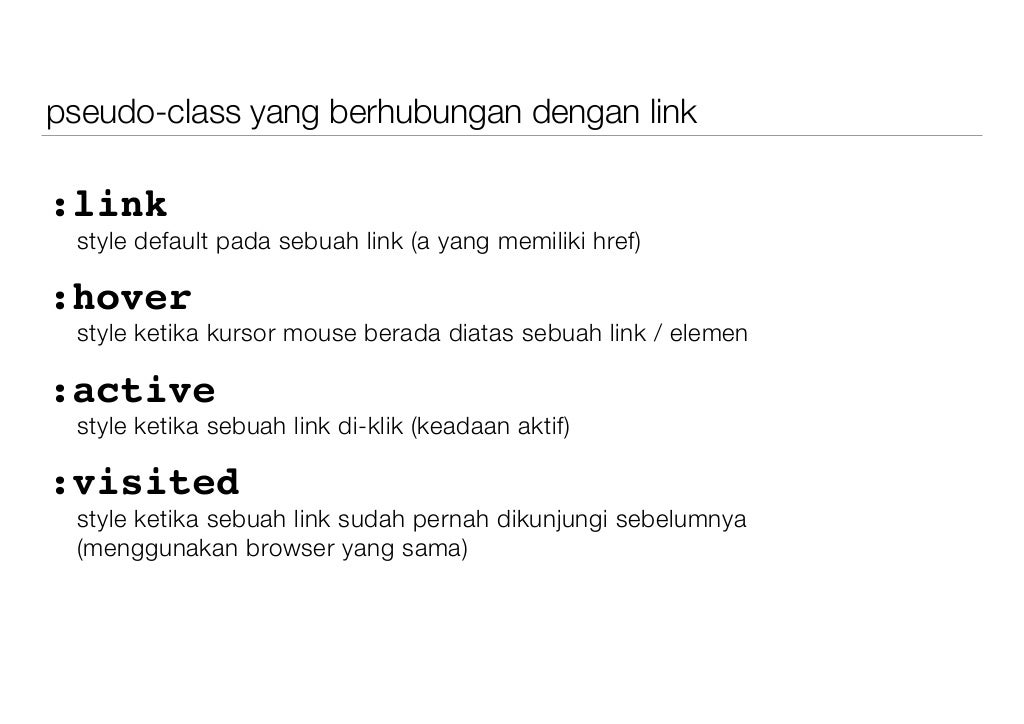 pseudo-class yang berhubungan dengan link
:link
style default pada sebuah link (a yang memiliki href)
:hover
style ketika kursor mouse berada diatas sebuah link / elemen
:active
style ketika sebuah link di-klik (keadaan aktif)
:visited
style ketika sebuah link sudah pernah dikunjungi sebelumnya
(menggunakan browser yang sama)